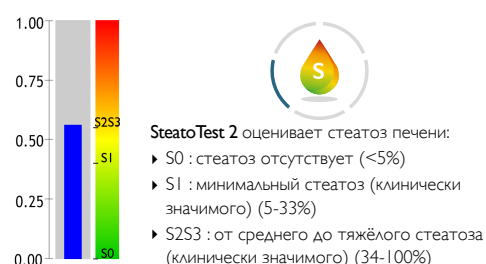 1.00
0.75
0.50
0.25
0.00
S2S3
S1
S0
S
SteatoTest 2 оценивает стеатоз печени:
‣ S0 : стеатоз отсутствует (<5%)
‣ S1 : минимальный стеатоз (клинически
значимого) (5-33%)
‣ S2S3 : от среднего до тяжёлого стеатоза
(клинически значимого) (34-100%)